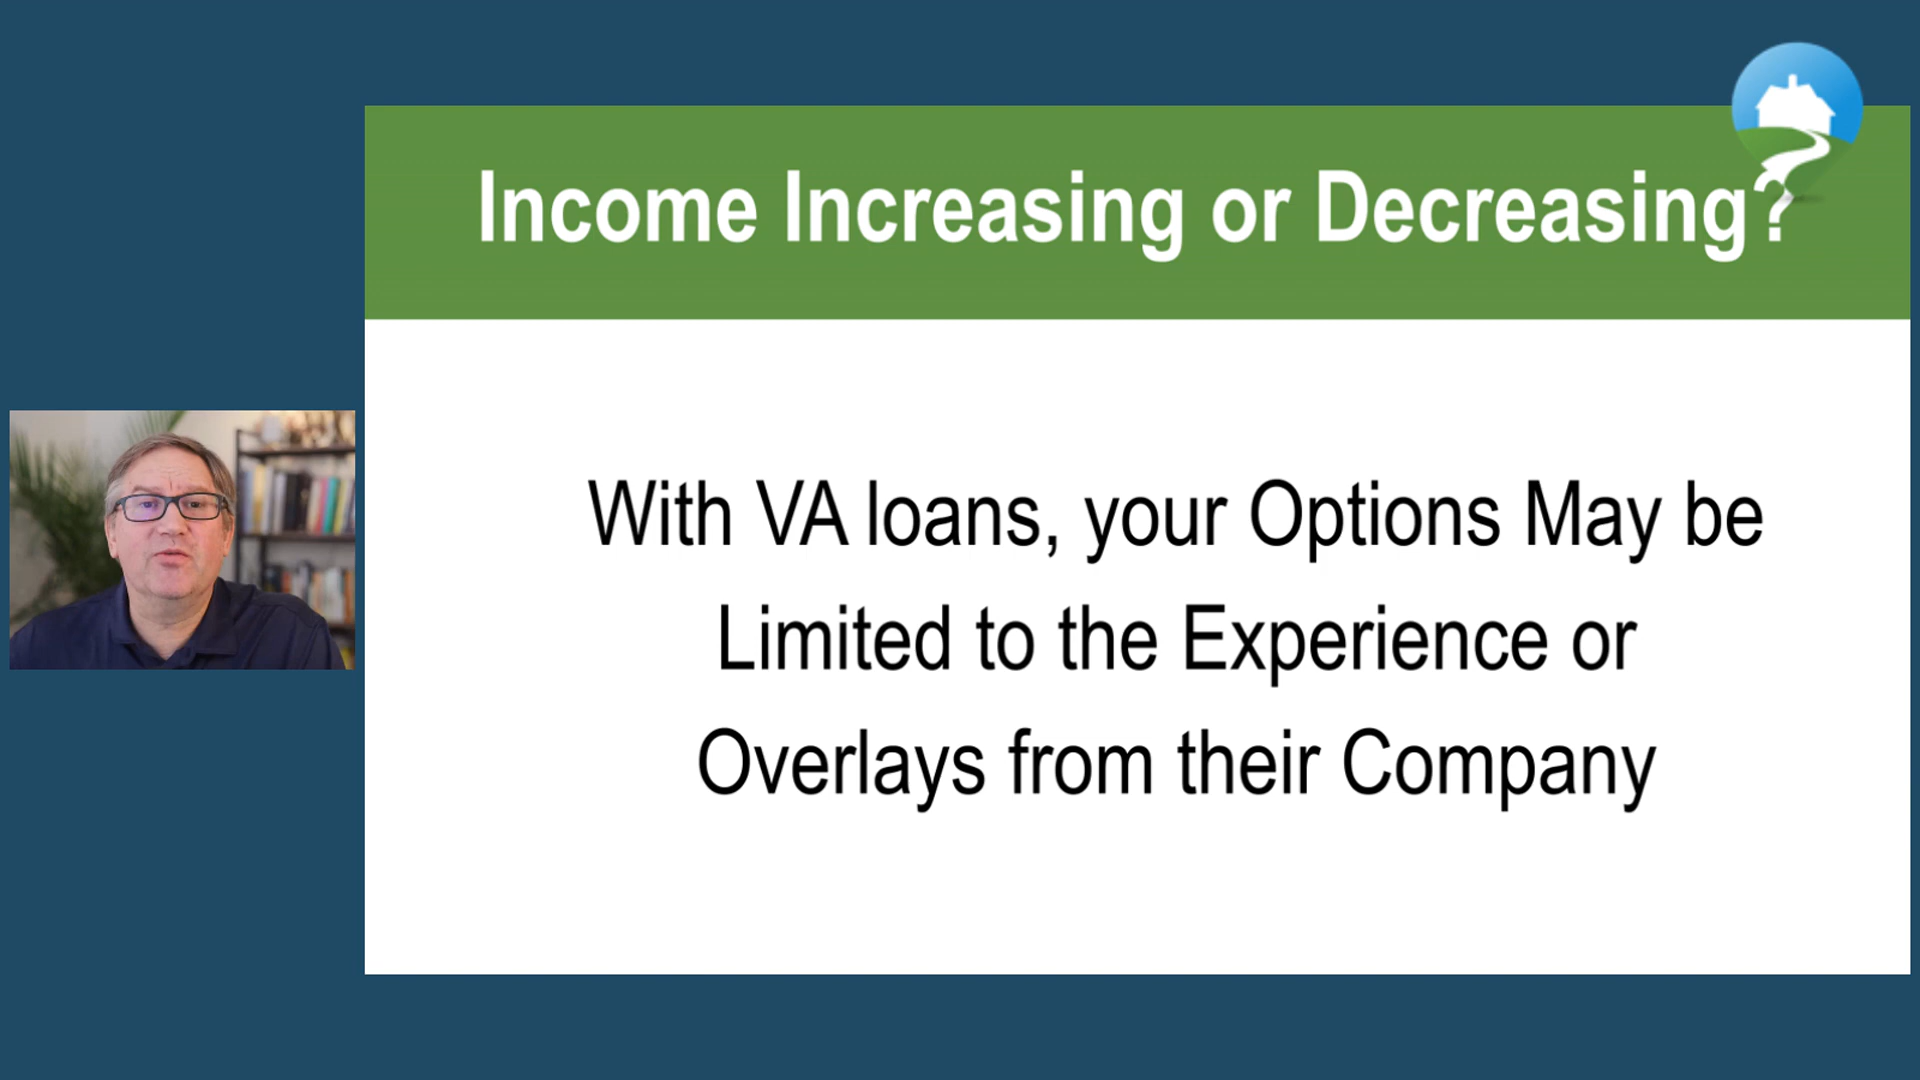 Income Increasing or Decreasing?
With VA loans, your Options May be
Limited to the Experience or
Overlays from their Company